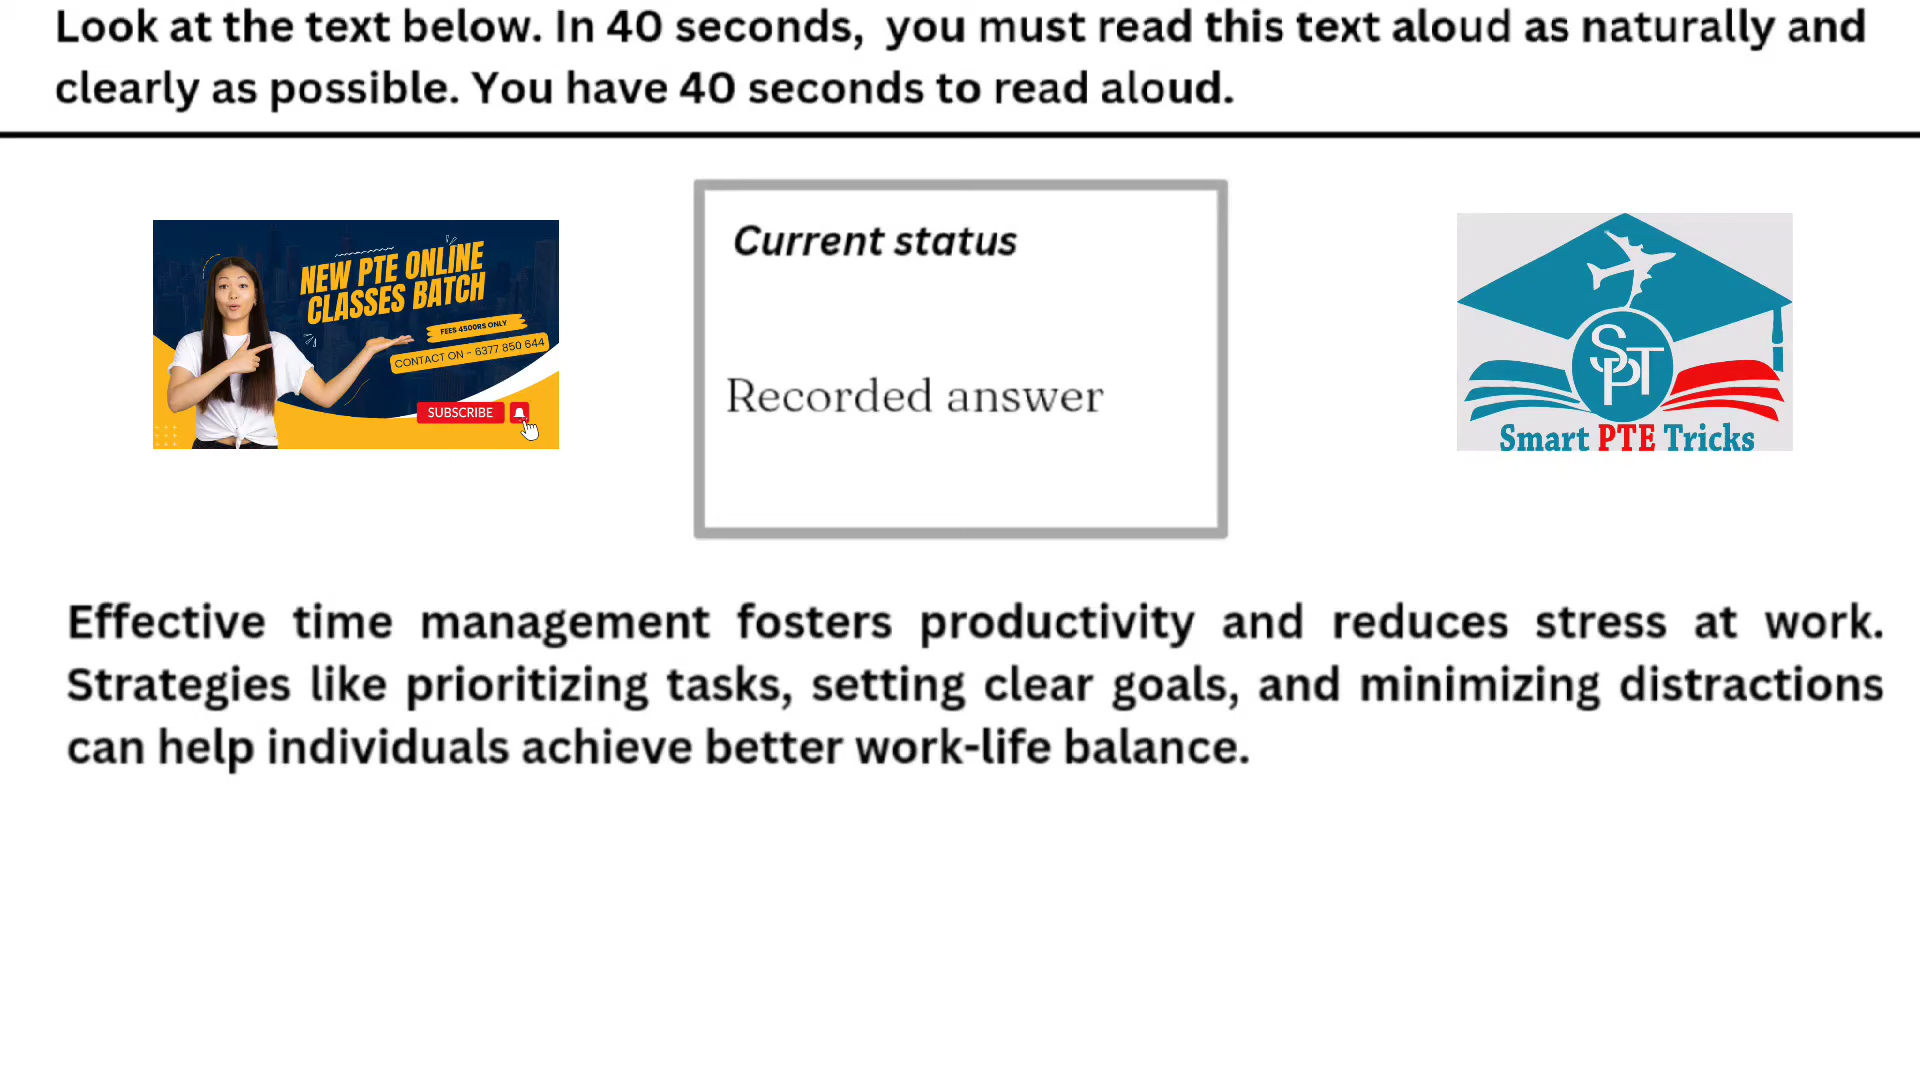 Look at the text below. In 40 seconds, you must read this text aloud as naturally and
clearly as possible. You have 40 seconds to read aloud.
NEW PTE ONLINE
CLASSES BATCH
FEES 4500RS ONLY
CONTACT ON - 6377 850 644
SUBSCRIBE
Current status
Recorded answer
SPT
Smart PTE Tricks
Effective time management fosters productivity and reduces stress at work.
Strategies like prioritizing tasks, setting clear goals, and minimizing distractions
can help individuals achieve better work-life balance.